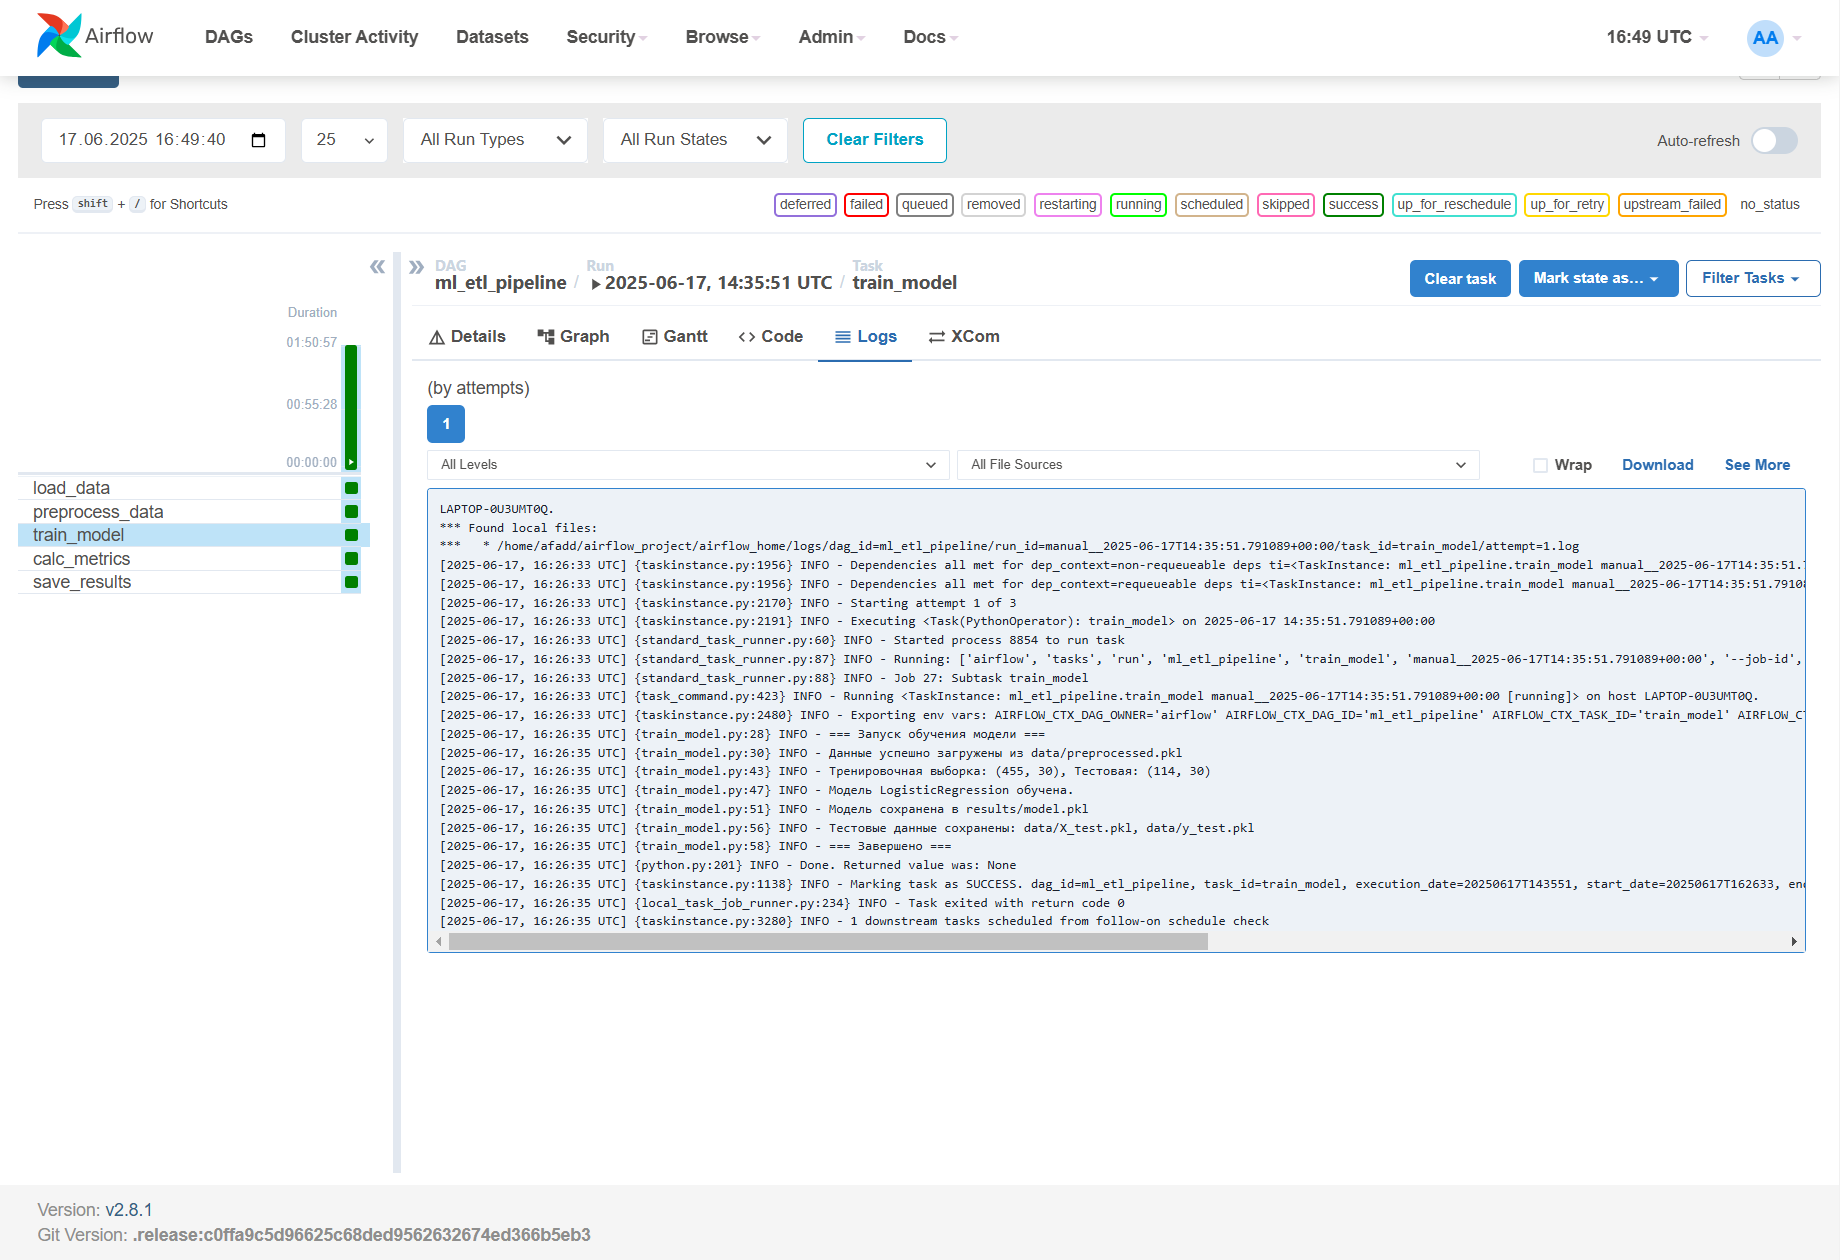 Airflow
DAGs
Cluster Activity
Datasets
Security
Browse
Admin
Docs
16:49 UTC
AA
17.06.2025 16:49:40
25
All Run Types
All Run States
Clear Filters
Auto-refresh
Press shift + / for Shortcuts
deferred
failed
queued
removed
restarting
running
scheduled
skipped
success
up_for_reschedule
up_for_retry
upstream_failed
no_status
Duration
01:50:57
00:55:28
00:00:00
load_data
preprocess_data
train_model
calc_metrics
save_results
DAG
ml_etl_pipeline
/
Run
2025-06-17, 14:35:51 UTC
/
Task
train_model
Clear task
Mark state as...
Filter Tasks
Details
Graph
Gantt
Code
Logs
XCom
(by attempts)
1
All Levels
All File Sources
Wrap
Download
See More
LAPTOP-0U3UMT0Q.
*** Found local files:
***   * /home/afadd/airflow_project/airflow_home/logs/dag_id=ml_etl_pipeline/run_id=manual__2025-06-17T14:35:51.791089+00:00/task_id=train_model/attempt=1.log
[2025-06-17, 16:26:33 UTC] {taskinstance.py:1956} INFO - Dependencies all met for dep_context=non-requeueable deps ti=<TaskInstance: ml_etl_pipeline.train_model manual__2025-06-17T14:35:51.7
[2025-06-17, 16:26:33 UTC] {taskinstance.py:1956} INFO - Dependencies all met for dep_context=requeueable deps ti=<TaskInstance: ml_etl_pipeline.train_model manual__2025-06-17T14:35:51.79108
[2025-06-17, 16:26:33 UTC] {taskinstance.py:2170} INFO - Starting attempt 1 of 3
[2025-06-17, 16:26:33 UTC] {taskinstance.py:2191} INFO - Executing <Task(PythonOperator): train_model> on 2025-06-17 14:35:51.791089+00:00
[2025-06-17, 16:26:33 UTC] {standard_task_runner.py:60} INFO - Started process 8854 to run task
[2025-06-17, 16:26:33 UTC] {standard_task_runner.py:87} INFO - Running: ['airflow', 'tasks', 'run', 'ml_etl_pipeline', 'train_model', 'manual__2025-06-17T14:35:51.791089+00:00', '--job-id',
[2025-06-17, 16:26:33 UTC] {standard_task_runner.py:88} INFO - Job 27: Subtask train_model
[2025-06-17, 16:26:33 UTC] {task_command.py:423} INFO - Running <TaskInstance: ml_etl_pipeline.train_model manual__2025-06-17T14:35:51.791089+00:00 [running]> on host LAPTOP-0U3UMT0Q.
[2025-06-17, 16:26:33 UTC] {taskinstance.py:2480} INFO - Exporting env vars: AIRFLOW_CTX_DAG_OWNER='airflow' AIRFLOW_CTX_DAG_ID='ml_etl_pipeline' AIRFLOW_CTX_TASK_ID='train_model' AIRFLOW_CT
[2025-06-17, 16:26:35 UTC] {train_model.py:28} INFO - === Запуск обучения модели ===
[2025-06-17, 16:26:35 UTC] {train_model.py:30} INFO - Данные успешно загружены из data/preprocessed.pkl
[2025-06-17, 16:26:35 UTC] {train_model.py:43} INFO - Тренировочная выборка: (455, 30), Тестовая: (114, 30)
[2025-06-17, 16:26:35 UTC] {train_model.py:47} INFO - Модель LogisticRegression обучена.
[2025-06-17, 16:26:35 UTC] {train_model.py:51} INFO - Модель сохранена в results/model.pkl
[2025-06-17, 16:26:35 UTC] {train_model.py:56} INFO - Тестовые данные сохранены: data/X_test.pkl, data/y_test.pkl
[2025-06-17, 16:26:35 UTC] {train_model.py:58} INFO - === Завершено ===
[2025-06-17, 16:26:35 UTC] {python.py:201} INFO - Done. Returned value was: None
[2025-06-17, 16:26:35 UTC] {taskinstance.py:1138} INFO - Marking task as SUCCESS. dag_id=ml_etl_pipeline, task_id=train_model, execution_date=20250617T143551, start_date=20250617T162633, en
[2025-06-17, 16:26:35 UTC] {local_task_job_runner.py:234} INFO - Task exited with return code 0
[2025-06-17, 16:26:35 UTC] {taskinstance.py:3280} INFO - 1 downstream tasks scheduled from follow-on schedule check
Version: v2.8.1
Git Version: .release:c0ffa9c5d96625c68ded9562632674ed366b5eb3